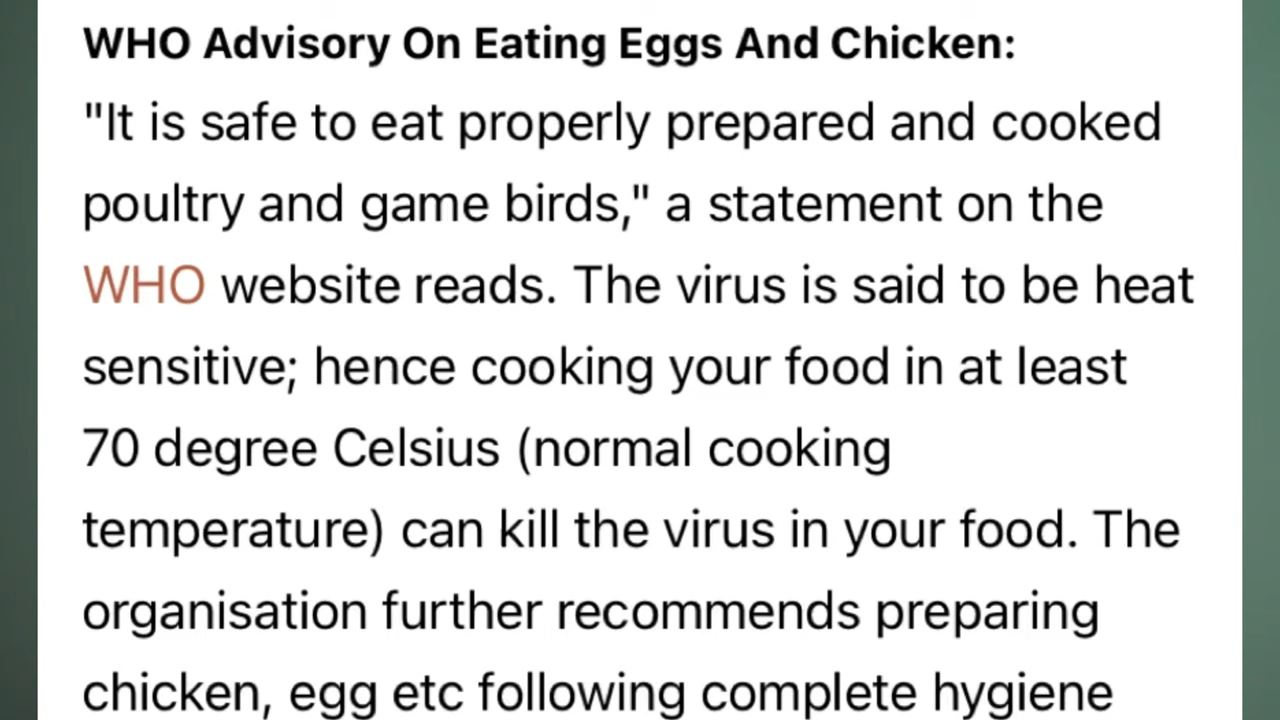 WHO Advisory On Eating Eggs And Chicken:
"It is safe to eat properly prepared and cooked
poultry and game birds," a statement on the
WHO website reads. The virus is said to be heat
sensitive; hence cooking your food in at least
70 degree Celsius (normal cooking
temperature) can kill the virus in your food. The
organisation further recommends preparing
chicken, egg etc following complete hygiene